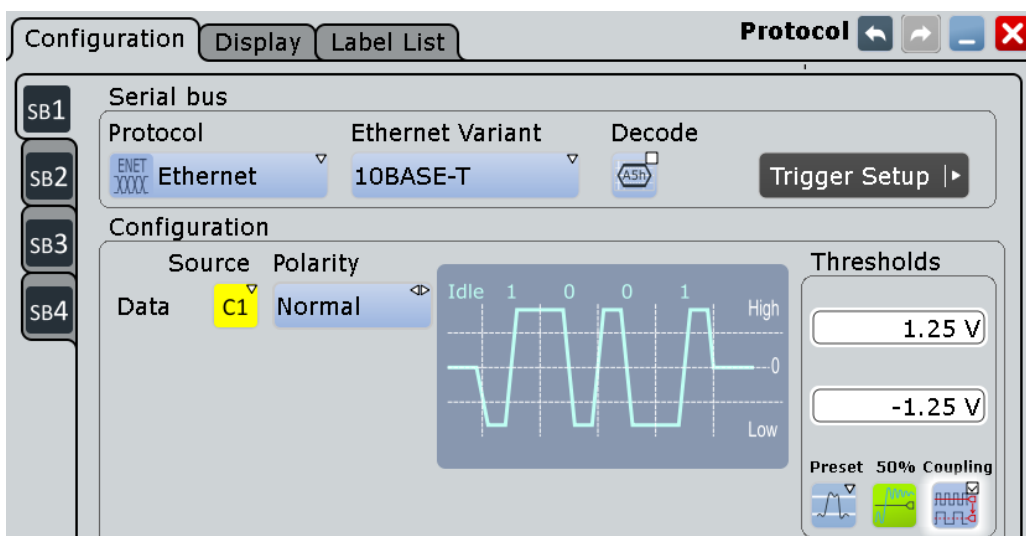 Configuration Display Label List Protocol
SB1
SB2
SB3
SB4
Serial bus
Protocol Ethernet Variant Decode
ENET Ethernet 10BASE-T A5h Trigger Setup
Configuration
Source Polarity Thresholds
Data C1 Normal
Idle 1 0 0 1
High
0
Low
1.25 V
-1.25 V
Preset 50% Coupling